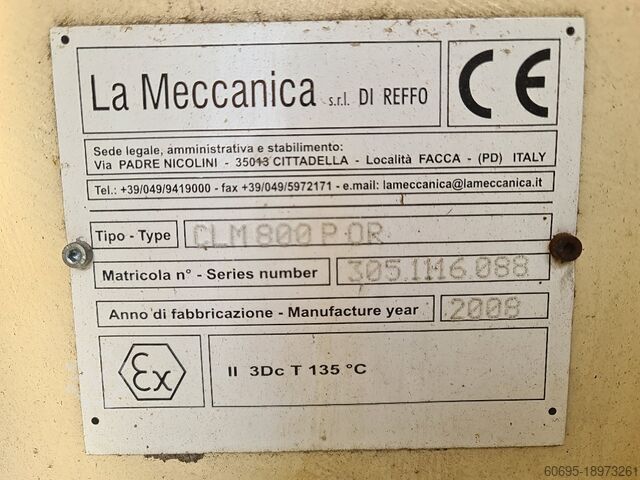 La Meccanica s.r.l. DI REFFO
CE
Sede legale, amministrativa e stabilimento:
Via PADRE NICOLINI - 35013 CITTADELLA - Località FACCA - (PD) ITALY
Tel.: +39/049/9419000 - fax +39/049/5972171 - e.mail: lameccanica@lameccanica.it
Tipo - Type CLM 800 P OR
Matricola n° - Series number 305.1116.088
Anno di fabbricazione - Manufacture year 2008
Ex II 3Dc T 135 °C
60695-18973261